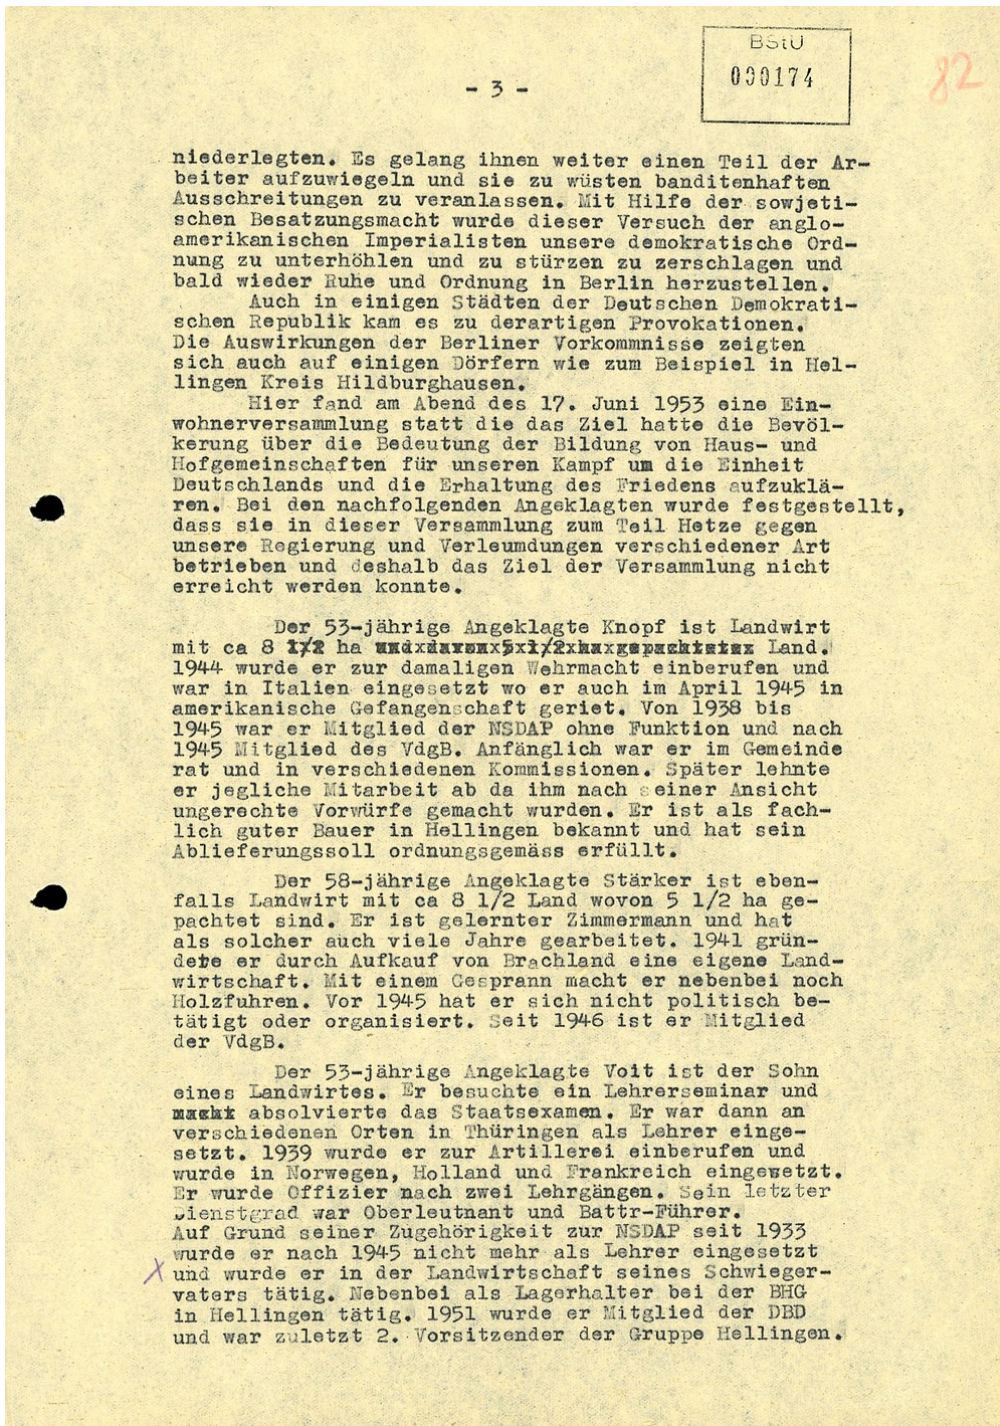 BStU
000174
82
- 3 -
niederlegten. Es gelang ihnen weiter einen Teil der Ar-
beiter aufzuwiegeln und sie zu wüsten banditenhaften
Ausschreitungen zu veranlassen. Mit Hilfe der sowjeti-
schen Besatzungsmacht wurde dieser Versuch der anglo-
amerikanischen Imperialisten unsere demokratische Ord-
nung zu unterhöhlen und zu stürzen zu zerschlagen und
bald wieder Ruhe und Ordnung in Berlin herzustellen.
Auch in einigen Städten der Deutschen Demokrati-
schen Republik kam es zu derartigen Provokationen.
Die Auswirkungen der Berliner Vorkommnisse zeigten
sich auch auf einigen Dörfern wie zum Beispiel in Hel-
lingen Kreis Hildburghausen.
Hier fand am Abend des 17. Juni 1953 eine Ein-
wohnerversammlung statt die das Ziel hatte die Bevöl-
kerung über die Bedeutung der Bildung von Haus- und
Hofgemeinschaften für unseren Kampf um die Einheit
Deutschlands und die Erhaltung des Friedens aufzuklä-
ren. Bei den nachfolgenden Angeklagten wurde festgestellt,
dass sie in dieser Versammlung zum Teil Hetze gegen
unsere Regierung und Verleumdungen verschiedener Art
betrieben und deshalb das Ziel der Versammlung nicht
erreicht werden konnte.
Der 53-jährige Angeklagte Knopf ist Landwirt
mit ca 8 1/2 ha Land.
1944 wurde er zur damaligen Wehrmacht einberufen und
war in Italien eingesetzt wo er auch im April 1945 in
amerikanische Gefangenschaft geriet. Von 1938 bis
1945 war er Mitglied der NSDAP ohne Funktion und nach
1945 Mitglied des VdgB. Anfänglich war er im Gemeinde
rat und in verschiedenen Kommissionen. Später lehnte
er jegliche Mitarbeit ab da ihm nach seiner Ansicht
ungerechte Vorwürfe gemacht wurden. Er ist als fach-
lich guter Bauer in Hellingen bekannt und hat sein
Ablieferungssoll ordnungsgemäss erfüllt.
Der 58-jährige Angeklagte Stärker ist eben-
falls Landwirt mit ca 8 1/2 Land wovon 5 1/2 ha ge-
pachtet sind. Er ist gelernter Zimmermann und hat
als solcher auch viele Jahre gearbeitet. 1941 grün-
dete er durch Aufkauf von Brachland eine eigene Land-
wirtschaft. Mit einem Gesprann macht er nebenbei noch
Holzfuhren. Vor 1945 hat er sich nicht politisch be-
tätigt oder organisiert. Seit 1946 ist er Mitglied
der VdgB.
Der 53-jährige Angeklagte Voit ist der Sohn
eines Landwirtes. Er besuchte ein Lehrerseminar und
absolvierte das Staatsexamen. Er war dann an
verschiedenen Orten in Thüringen als Lehrer einge-
setzt. 1939 wurde er zur Artillerei einberufen und
wurde in Norwegen, Holland und Frankreich eingesetzt.
Er wurde Offizier nach zwei Lehrgängen. Sein letzter
Dienstgrad war Oberleutnant und Battr-Führer.
Auf Grund seiner Zugehörigkeit zur NSDAP seit 1933
wurde er nach 1945 nicht mehr als Lehrer eingesetzt
X und wurde er in der Landwirtschaft seines Schwieger-
vaters tätig. Nebenbei als Lagerhalter bei der BHG
in Hellingen tätig. 1951 wurde er Mitglied der DBD
und war zuletzt 2. Vorsitzender der Gruppe Hellingen.